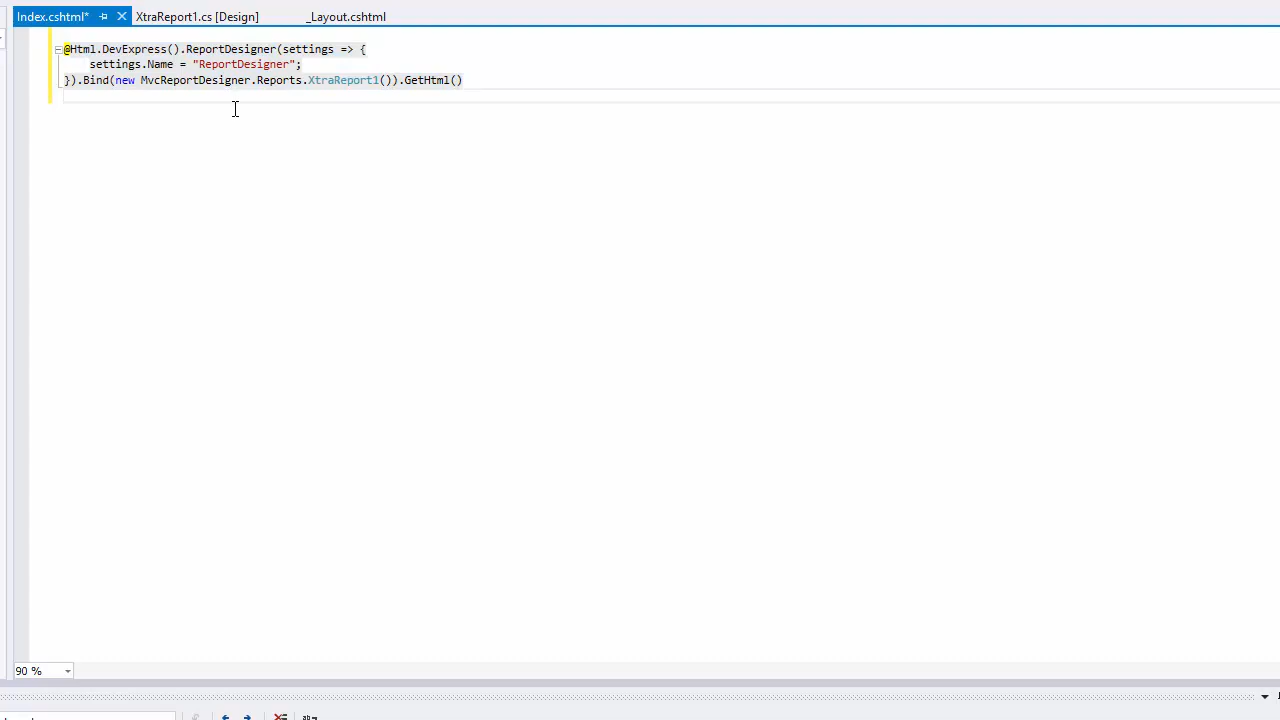 Index.cshtml* XtraReport1.cs [Design] _Layout.cshtml
@Html.DevExpress().ReportDesigner(settings => {
    settings.Name = "ReportDesigner";
}).Bind(new MvcReportDesigner.Reports.XtraReport1()).GetHtml()
90 %